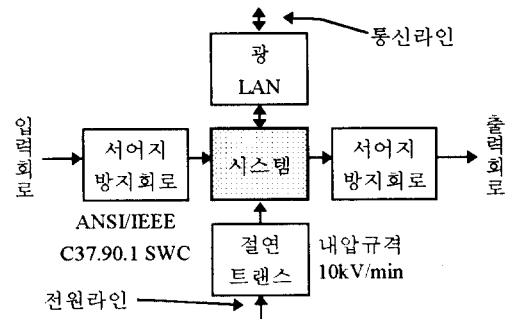 통신라인
광
LAN
입력회로
서어지
방지회로
시스템
서어지
방지회로
출력회로
ANSI/IEEE
C37.90.1 SWC
절연
트랜스
내압규격
10kV/min
전원라인